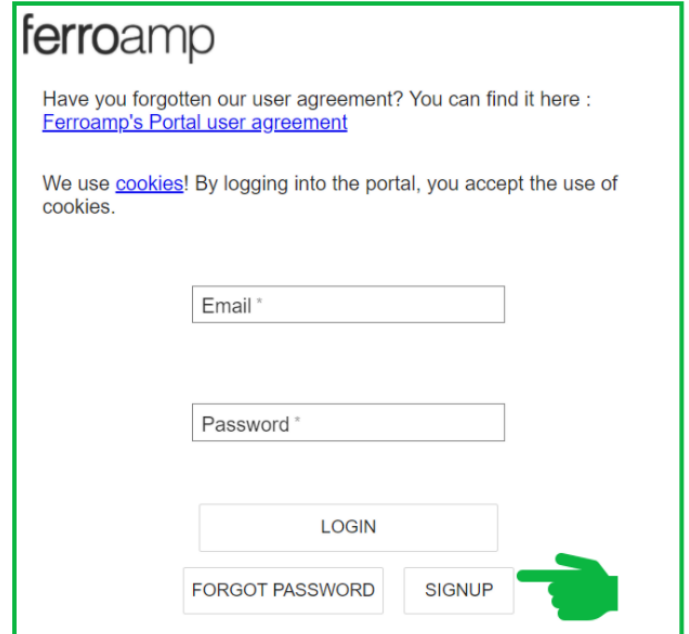 ferroamp
Have you forgotten our user agreement? You can find it here :
Ferroamp's Portal user agreement
We use cookies! By logging into the portal, you accept the use of
cookies.
Email *
Password *
LOGIN
FORGOT PASSWORD
SIGNUP